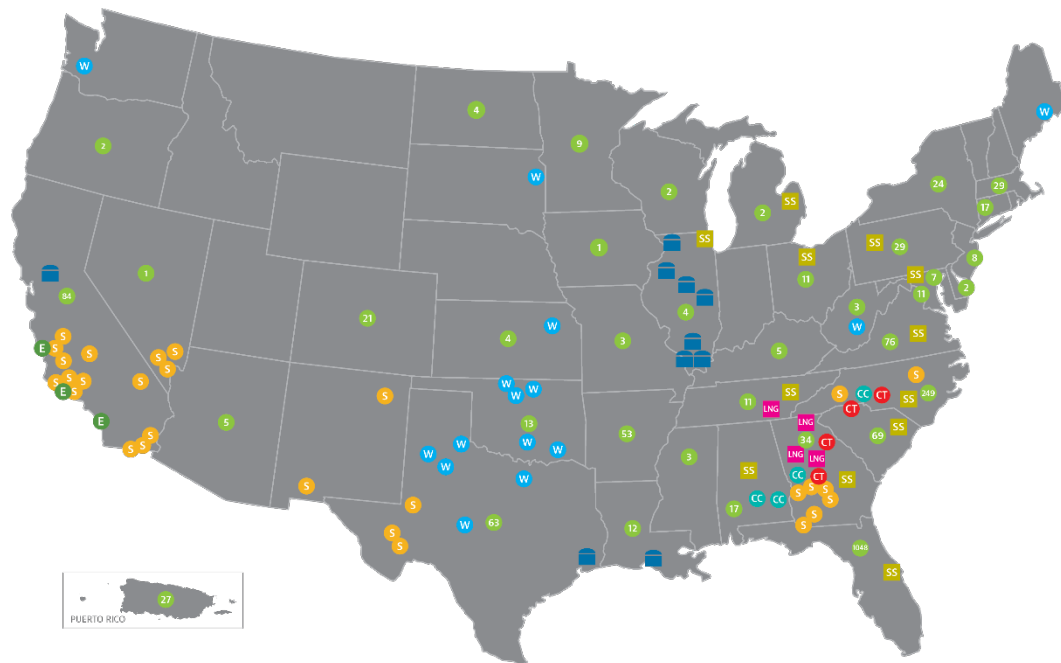 W
W
4
2
9
24
29
W
2
2
SS
17
SS
SS
29
8
1
SS
SS
7
2
1
11
11
84
4
3
21
W
W
S
4
3
76
SS
E
S
S
S
S
S
5
S
S
S
S
S
S
E
S
W
W
W
S
SS
S
S
CC
CT
SS
249
11
LNG
CT
E
5
13
LNG
SS
S
S
S
W
W
W
W
W
53
3
34
CT
69
LNG
LNG
SS
CC
CT
SS
W
S
S
S
S
S
S
S
17
CC
CC
S
S
W
63
12
S
S
1048
SS
27
PUERTO RICO